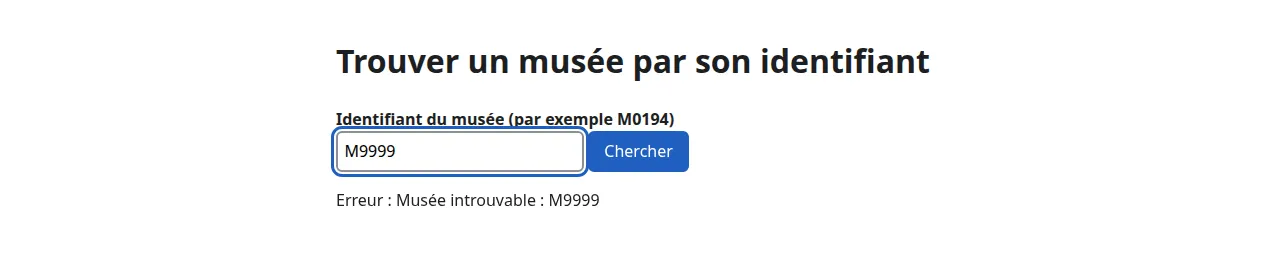 Trouver un musée par son identifiant
Identifiant du musée (par exemple M0194)
M9999 Chercher
Erreur : Musée introuvable : M9999